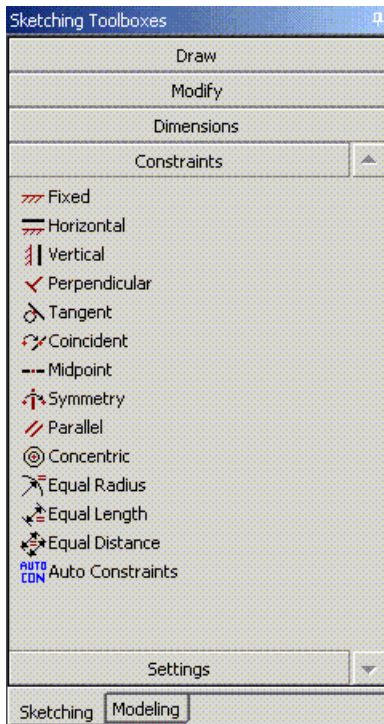 Sketching Toolboxes
Draw
Modify
Dimensions
Constraints
Fixed
Horizontal
Vertical
Perpendicular
Tangent
Coincident
Midpoint
Symmetry
Parallel
Concentric
Equal Radius
Equal Length
Equal Distance
AUTO CON Auto Constraints
Settings
Sketching Modeling